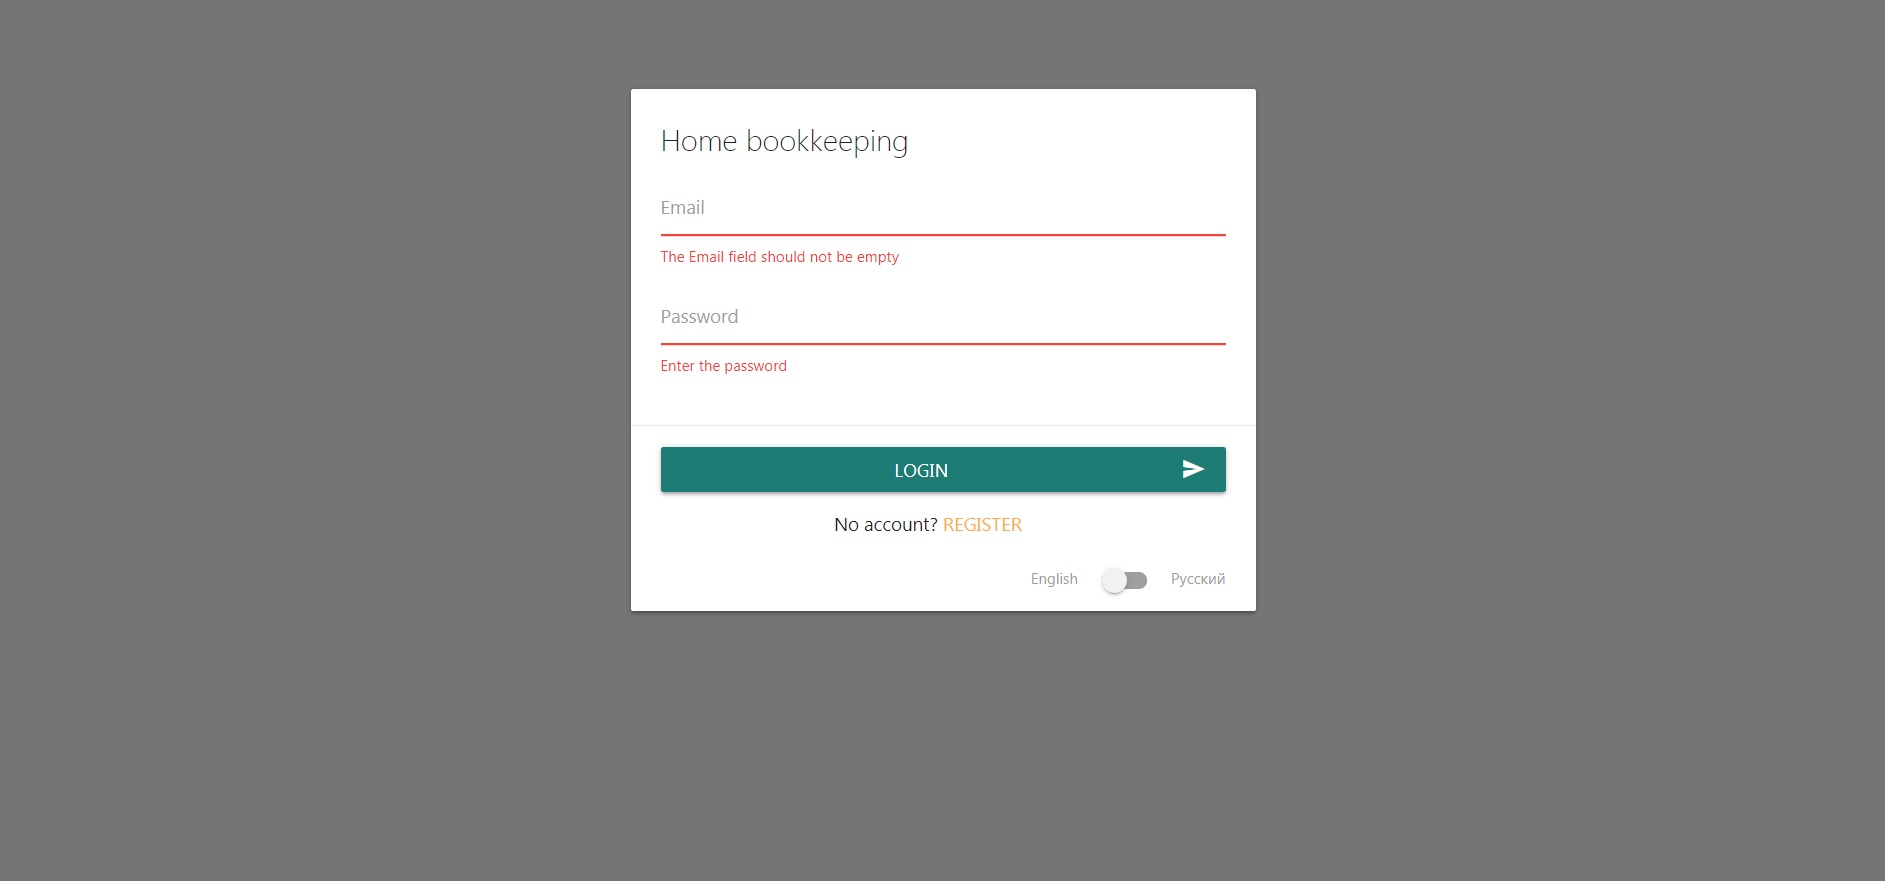 Home bookkeeping
Email
The Email field should not be empty
Password
Enter the password
LOGIN
No account? REGISTER
English Русский